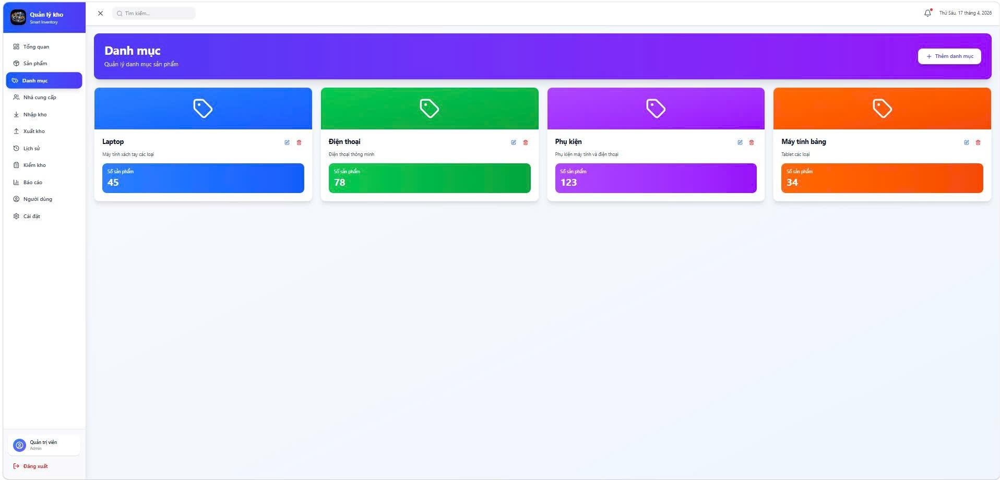 Quản lý kho
Smart Inventory
Tìm kiếm...
Thứ Sáu, 17 tháng 4, 2026
Tổng quan
Sản phẩm
Danh mục
Nhà cung cấp
Nhập kho
Xuất kho
Lịch sử
Kiểm kho
Báo cáo
Người dùng
Cài đặt
Quản trị viên
Admin
Đăng xuất
Danh mục
Quản lý danh mục sản phẩm
Thêm danh mục
Laptop
Máy tính xách tay các loại
Số sản phẩm
45
Điện thoại
Điện thoại thông minh
Số sản phẩm
78
Phụ kiện
Phụ kiện máy tính và điện thoại
Số sản phẩm
123
Máy tính bảng
Tablet các loại
Số sản phẩm
34